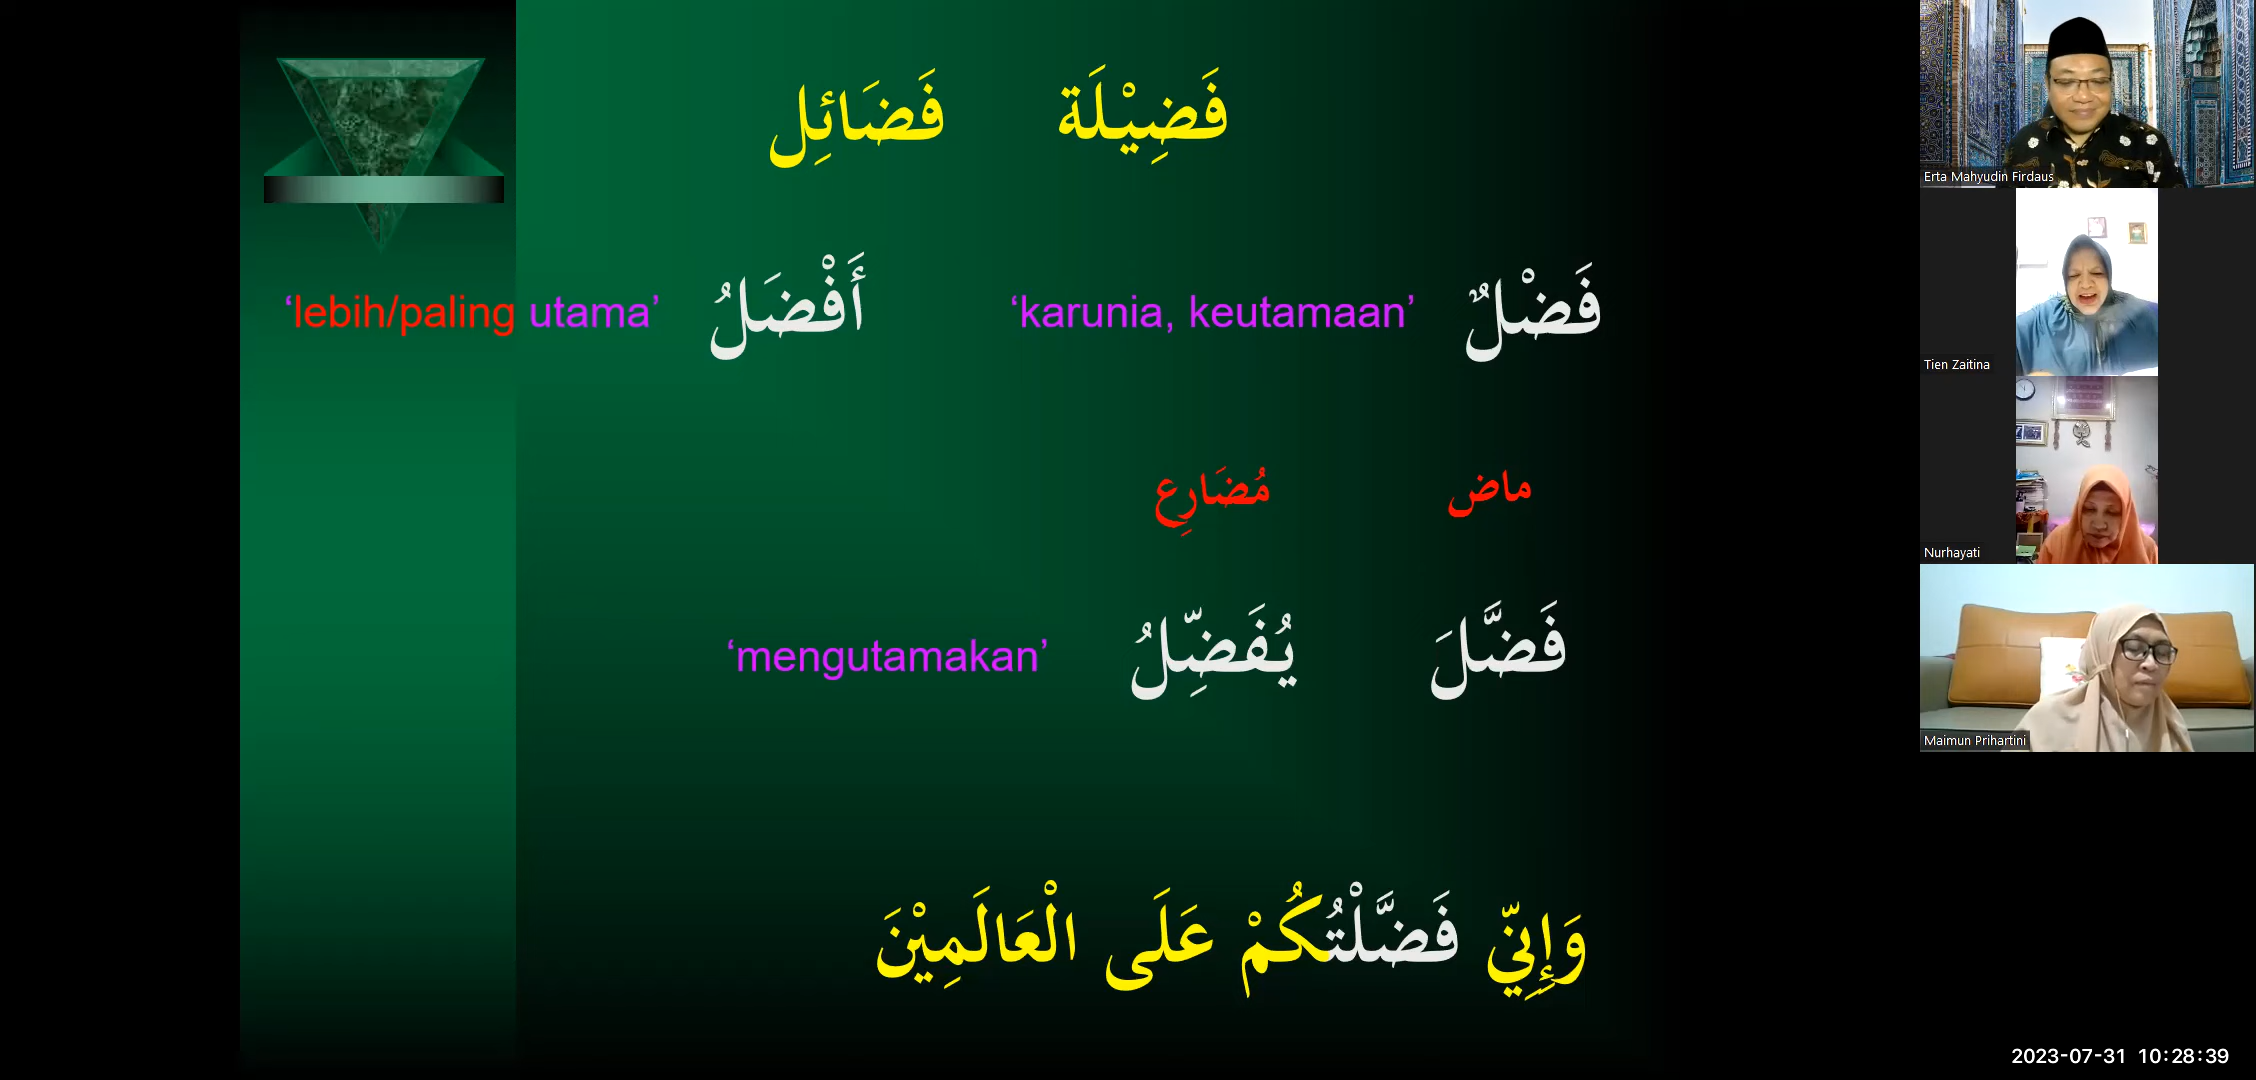 فَضِيْلَة فَضَائِل
فَضْلٌ ‘karunia, keutamaan’ أَفْضَلُ ‘lebih/paling utama’
ماض مُضَارِع
فَضَّلَ يُفَضِّلُ ‘mengutamakan’
وَإِنِّيْ فَضَّلْتُكُمْ عَلَى الْعَالَمِيْنَ
Erta Mahyudin Firdaus
Tien Zaitina
Nurhayati
Maimun Prihartini
2023-07-31 10:28:39